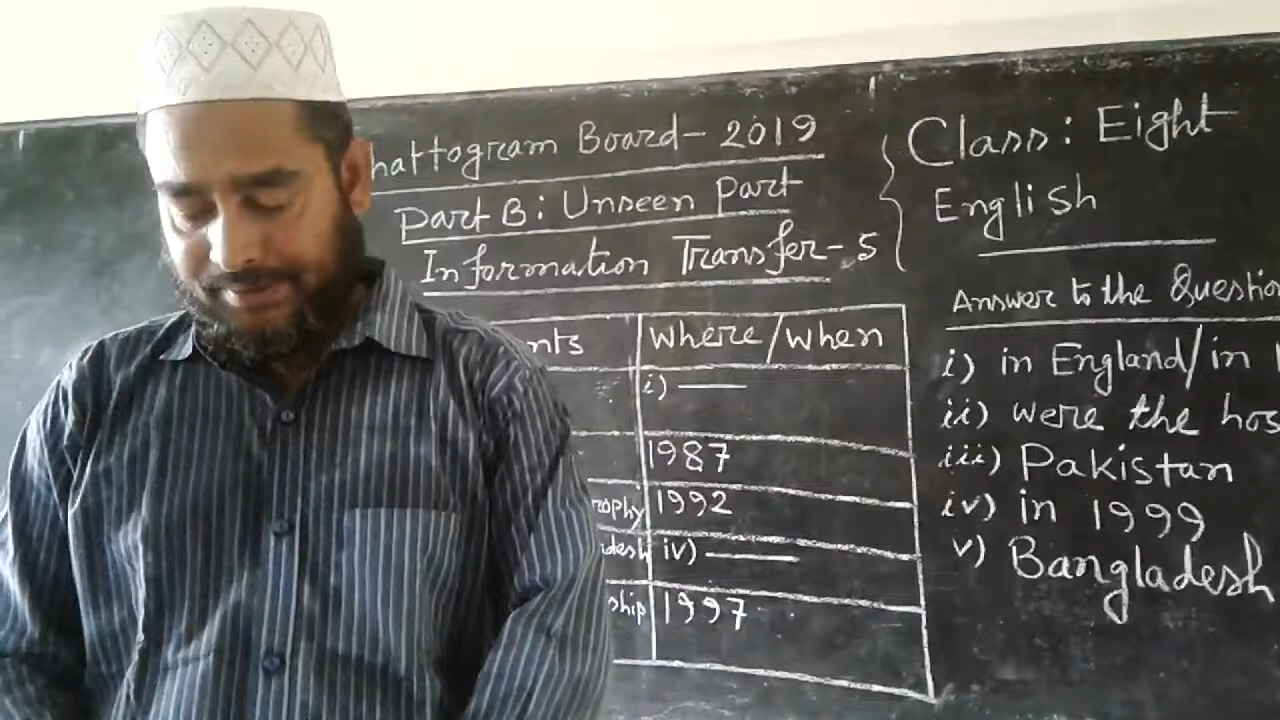 hattogram Board - 2019
Part B: Unseen Part
Information Transfer - 5
Class: Eight
English
nts where/when
i) ——
1987
rophy 1992
desh iv) ——
ship 1997
Answer to the Questio
i) in England/in
ii) were the hos
iii) Pakistan
iv) in 1999
v) Bangladesh